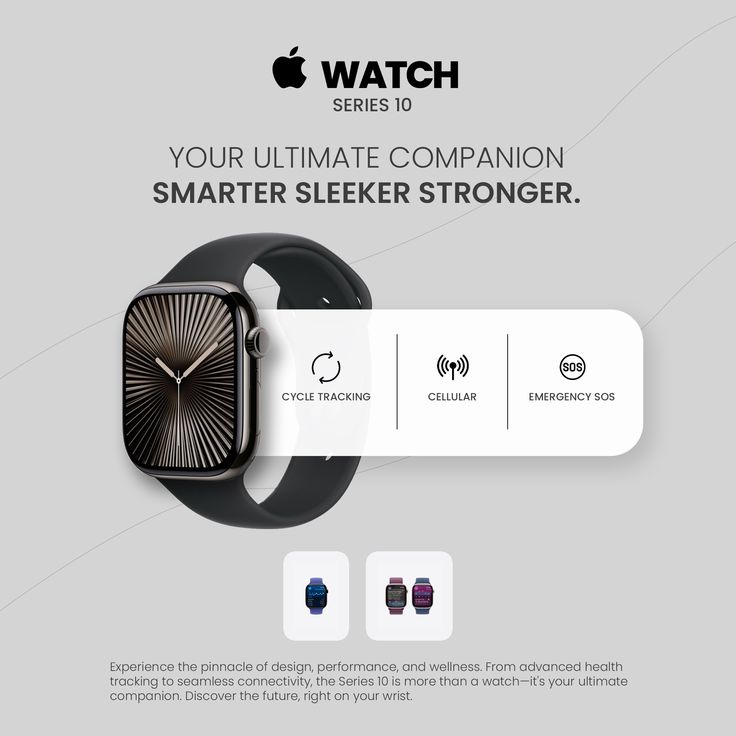 WATCH
SERIES 10
YOUR ULTIMATE COMPANION
SMARTER SLEEKER STRONGER.
CYCLE TRACKING
CELLULAR
SOS
EMERGENCY SOS
Experience the pinnacle of design, performance, and wellness. From advanced health
tracking to seamless connectivity, the Series 10 is more than a watch—it's your ultimate
companion. Discover the future, right on your wrist.